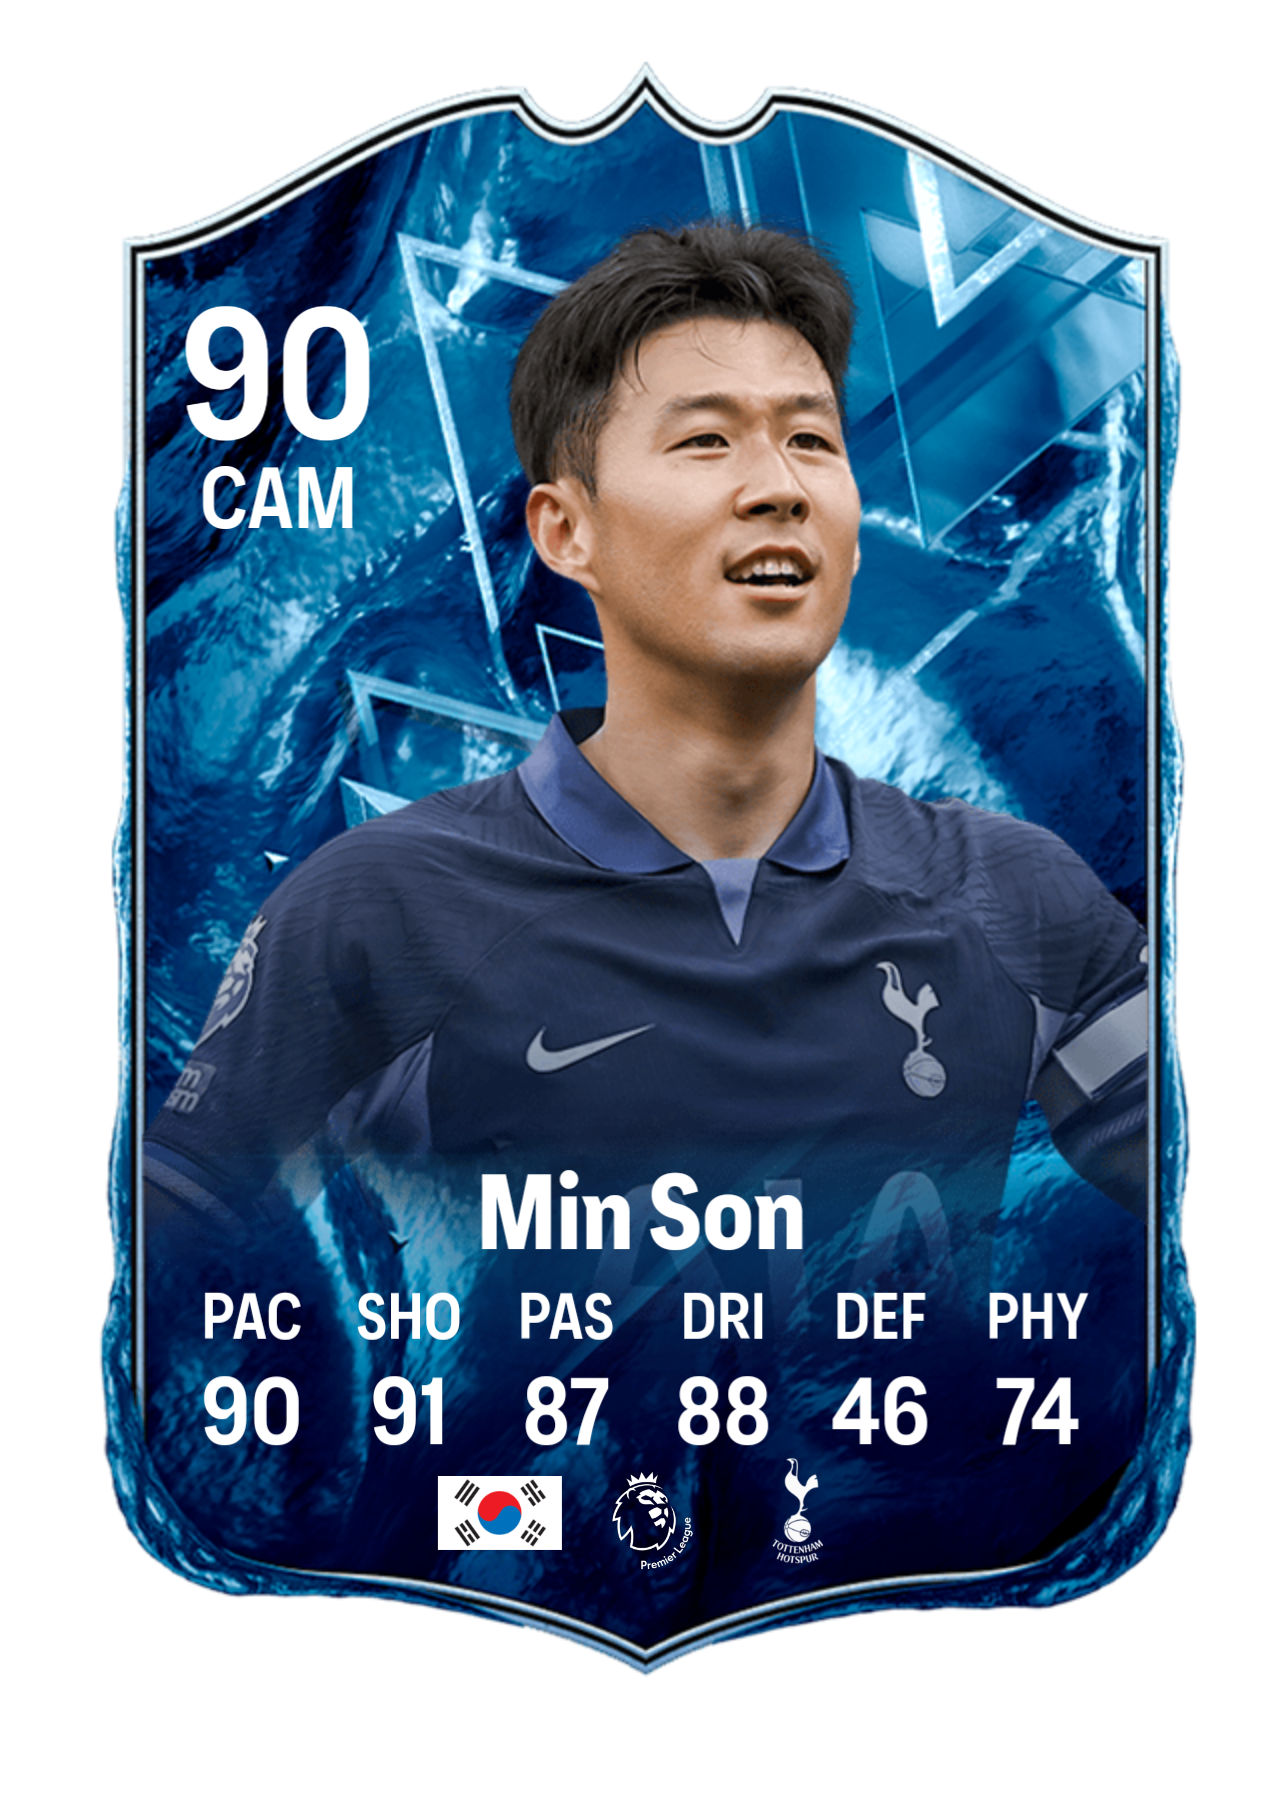 90
CAM
Min Son
PAC SHO PAS DRI DEF PHY
90 91 87 88 46 74
Premier League
TOTTENHAM
HOTSPUR